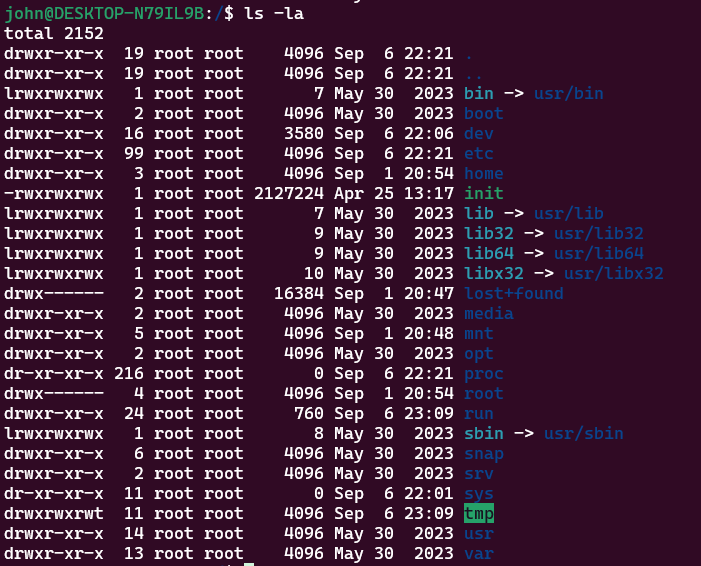 john@DESKTOP-N79IL9B:/$ ls -la
total 2152
drwxr-xr-x  19 root root    4096 Sep  6 22:21 .
drwxr-xr-x  19 root root    4096 Sep  6 22:21 ..
lrwxrwxrwx   1 root root       7 May 30  2023 bin -> usr/bin
drwxr-xr-x   2 root root    4096 May 30  2023 boot
drwxr-xr-x  16 root root    3580 Sep  6 22:06 dev
drwxr-xr-x  99 root root    4096 Sep  6 22:21 etc
drwxr-xr-x   3 root root    4096 Sep  1 20:54 home
-rwxrwxrwx   1 root root 2127224 Apr 25 13:17 init
lrwxrwxrwx   1 root root       7 May 30  2023 lib -> usr/lib
lrwxrwxrwx   1 root root       9 May 30  2023 lib32 -> usr/lib32
lrwxrwxrwx   1 root root       9 May 30  2023 lib64 -> usr/lib64
lrwxrwxrwx   1 root root      10 May 30  2023 libx32 -> usr/libx32
drwx------   2 root root   16384 Sep  1 20:47 lost+found
drwxr-xr-x   2 root root    4096 May 30  2023 media
drwxr-xr-x   5 root root    4096 Sep  1 20:48 mnt
drwxr-xr-x   2 root root    4096 May 30  2023 opt
dr-xr-xr-x 216 root root       0 Sep  6 22:21 proc
drwx------   4 root root    4096 Sep  1 20:54 root
drwxr-xr-x  24 root root     760 Sep  6 23:09 run
lrwxrwxrwx   1 root root       8 May 30  2023 sbin -> usr/sbin
drwxr-xr-x   6 root root    4096 May 30  2023 snap
drwxr-xr-x   2 root root    4096 May 30  2023 srv
dr-xr-xr-x  11 root root       0 Sep  6 22:01 sys
drwxrwxrwt  11 root root    4096 Sep  6 23:09 tmp
drwxr-xr-x  14 root root    4096 May 30  2023 usr
drwxr-xr-x  13 root root    4096 May 30  2023 var